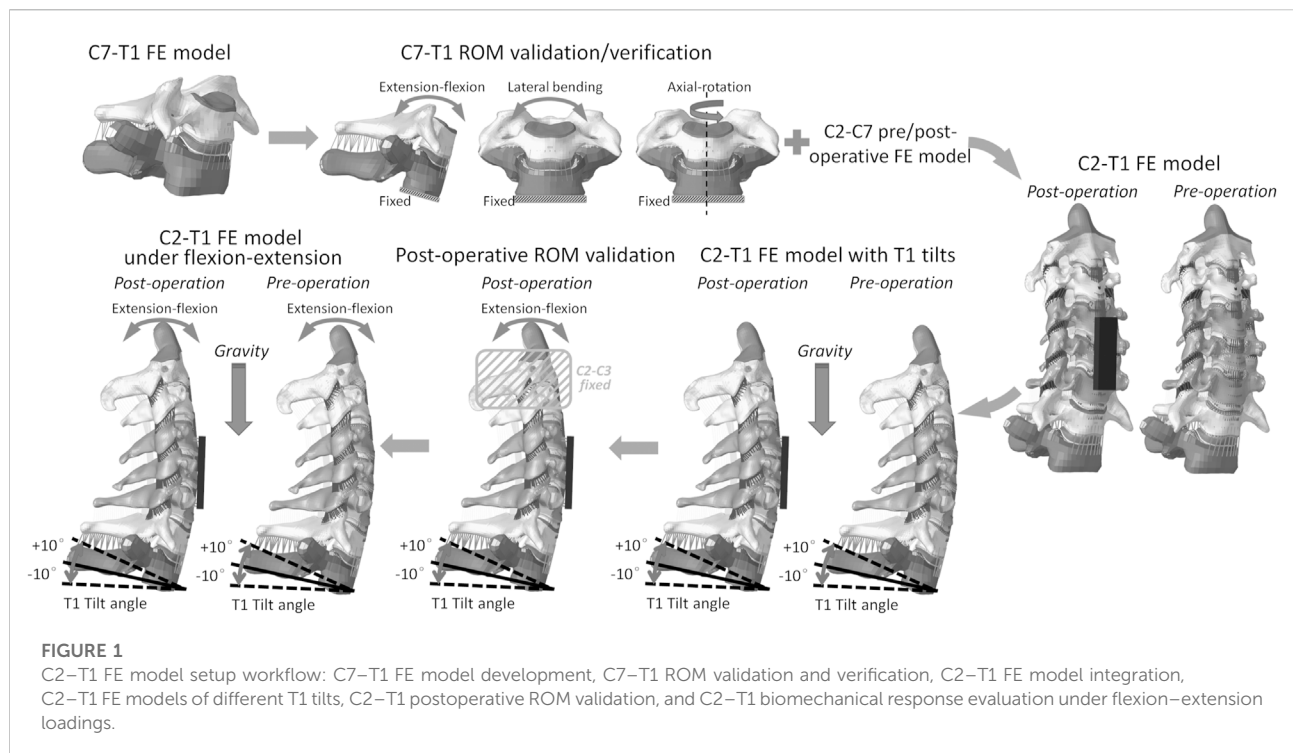 C7-T1 FE model
C7-T1 ROM validation/verification
Extension-flexion
Lateral bending
Axial-rotation
Fixed
Fixed
Fixed
C2-C7 pre/post-
operative FE model
C2-T1 FE model
Post-operation
Pre-operation
C2-T1 FE model
under flexion-extension
Post-operation
Pre-operation
Extension-flexion
Extension-flexion
Gravity
+10°
-10°
T1 Tilt angle
+10°
-10°
T1 Tilt angle
Post-operative ROM validation
Post-operation
Extension-flexion
C2-C3
fixed
+10°
-10°
T1 Tilt angle
C2-T1 FE model with T1 tilts
Post-operation
Pre-operation
Gravity
+10°
-10°
T1 Tilt angle
+10°
-10°
T1 Tilt angle
FIGURE 1
C2–T1 FE model setup workflow: C7–T1 FE model development, C7–T1 ROM validation and verification, C2–T1 FE model integration,
C2–T1 FE models of different T1 tilts, C2–T1 postoperative ROM validation, and C2–T1 biomechanical response evaluation under flexion–extension
loadings.